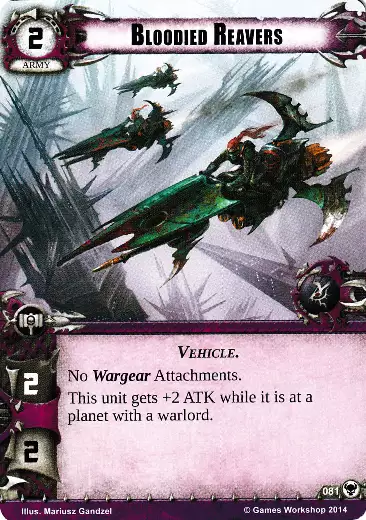 2
ARMY
BLOODIED REAVERS
VEHICLE.
No Wargear Attachments.
This unit gets +2 ATK while it is at a
planet with a warlord.
2
2
081
Illus. Mariusz Gandzel
© Games Workshop 2014